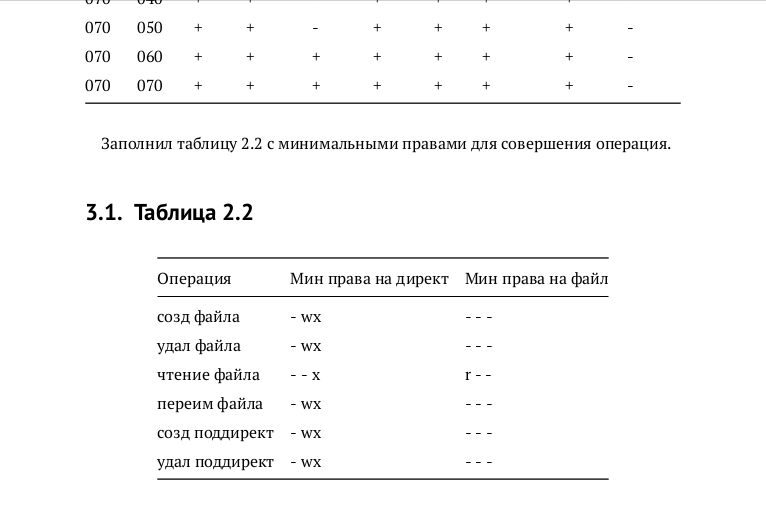 070 050 + + - + + + + -
070 060 + + + + + + + -
070 070 + + + + + + + -
Заполнил таблицу 2.2 с минимальными правами для совершения операция.
3.1. Таблица 2.2
Операция Мин права на директ Мин права на файл
созд файла - wx - - -
удал файла - wx - - -
чтение файла - - x r - -
переим файла - wx - - -
созд поддирект - wx - - -
удал поддирект - wx - - -